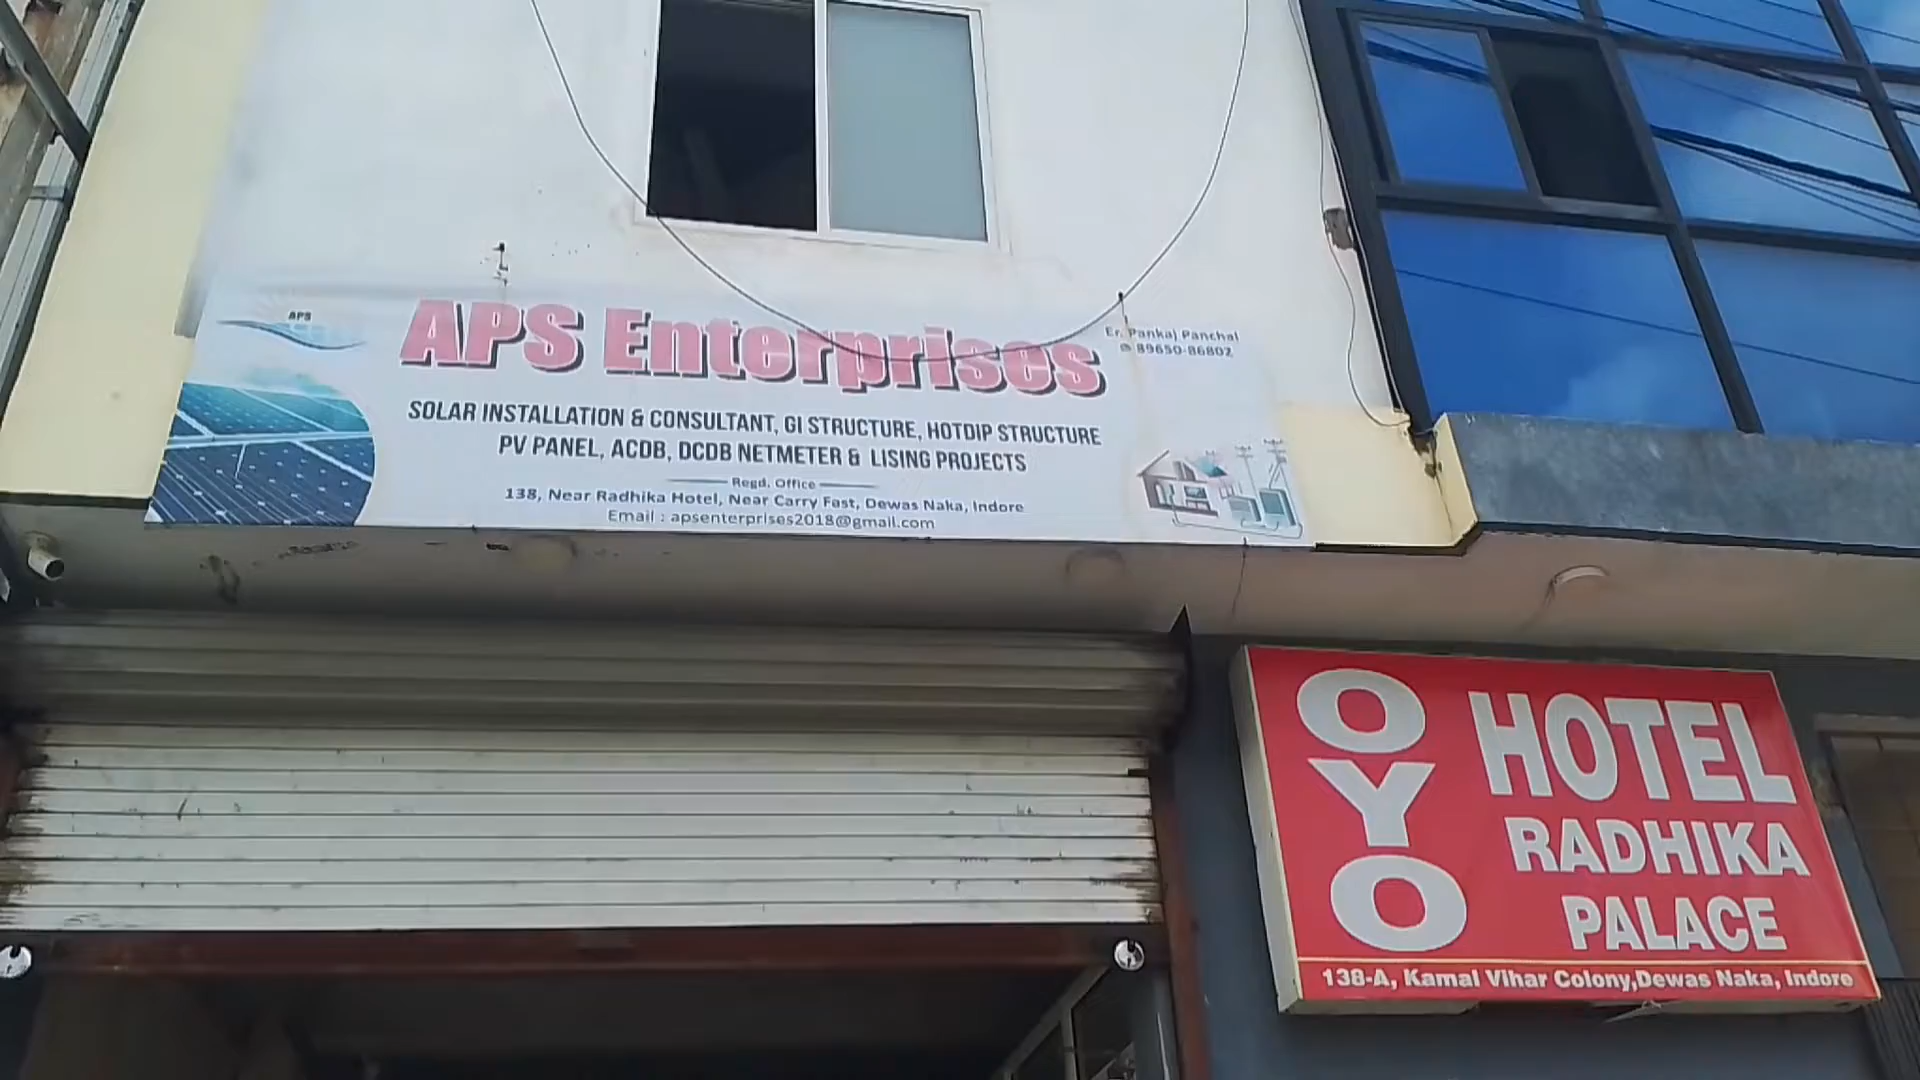 APS
APS Enterprises
Er. Pankaj Panchal
89650-86802
SOLAR INSTALLATION & CONSULTANT, GI STRUCTURE, HOTDIP STRUCTURE
PV PANEL, ACDB, DCDB NETMETER & LISING PROJECTS
Regd. Office
138, Near Radhika Hotel, Near Carry Fast, Dewas Naka, Indore
Email : apsenterprises2018@gmail.com
OYO
HOTEL
RADHIKA
PALACE
138-A, Kamal Vihar Colony,Dewas Naka, Indore